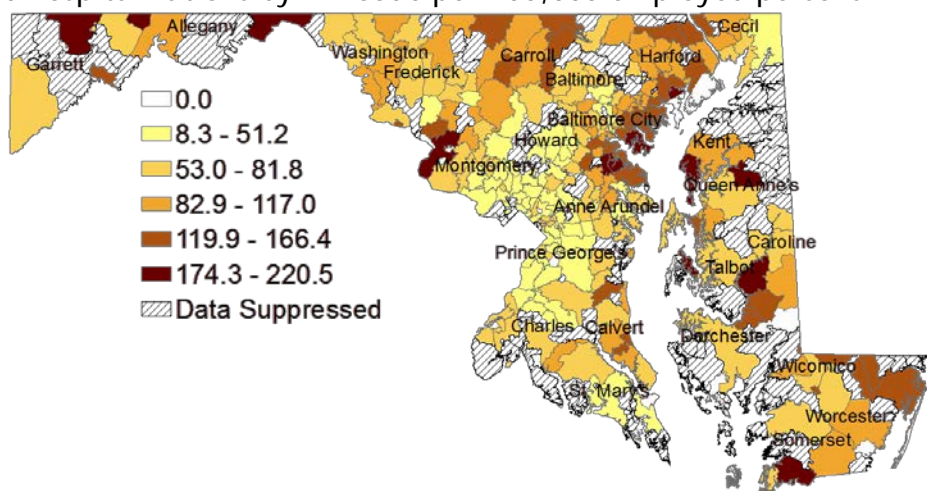 Allegany
Cecil
Garrett
Washington
Carroll
Harford
Frederick
Baltimore
0.0
8.3 - 51.2
Baltimore City
Howard
Kent
53.0 - 81.8
Montgomery
Queen Anne's
82.9 - 117.0
Anne Arundel
119.9 - 166.4
Prince George's
Caroline
174.3 - 220.5
Talbot
Data Suppressed
Charles
Calvert
Dorchester
Wicomico
St. Mary's
Worcester
Somerset